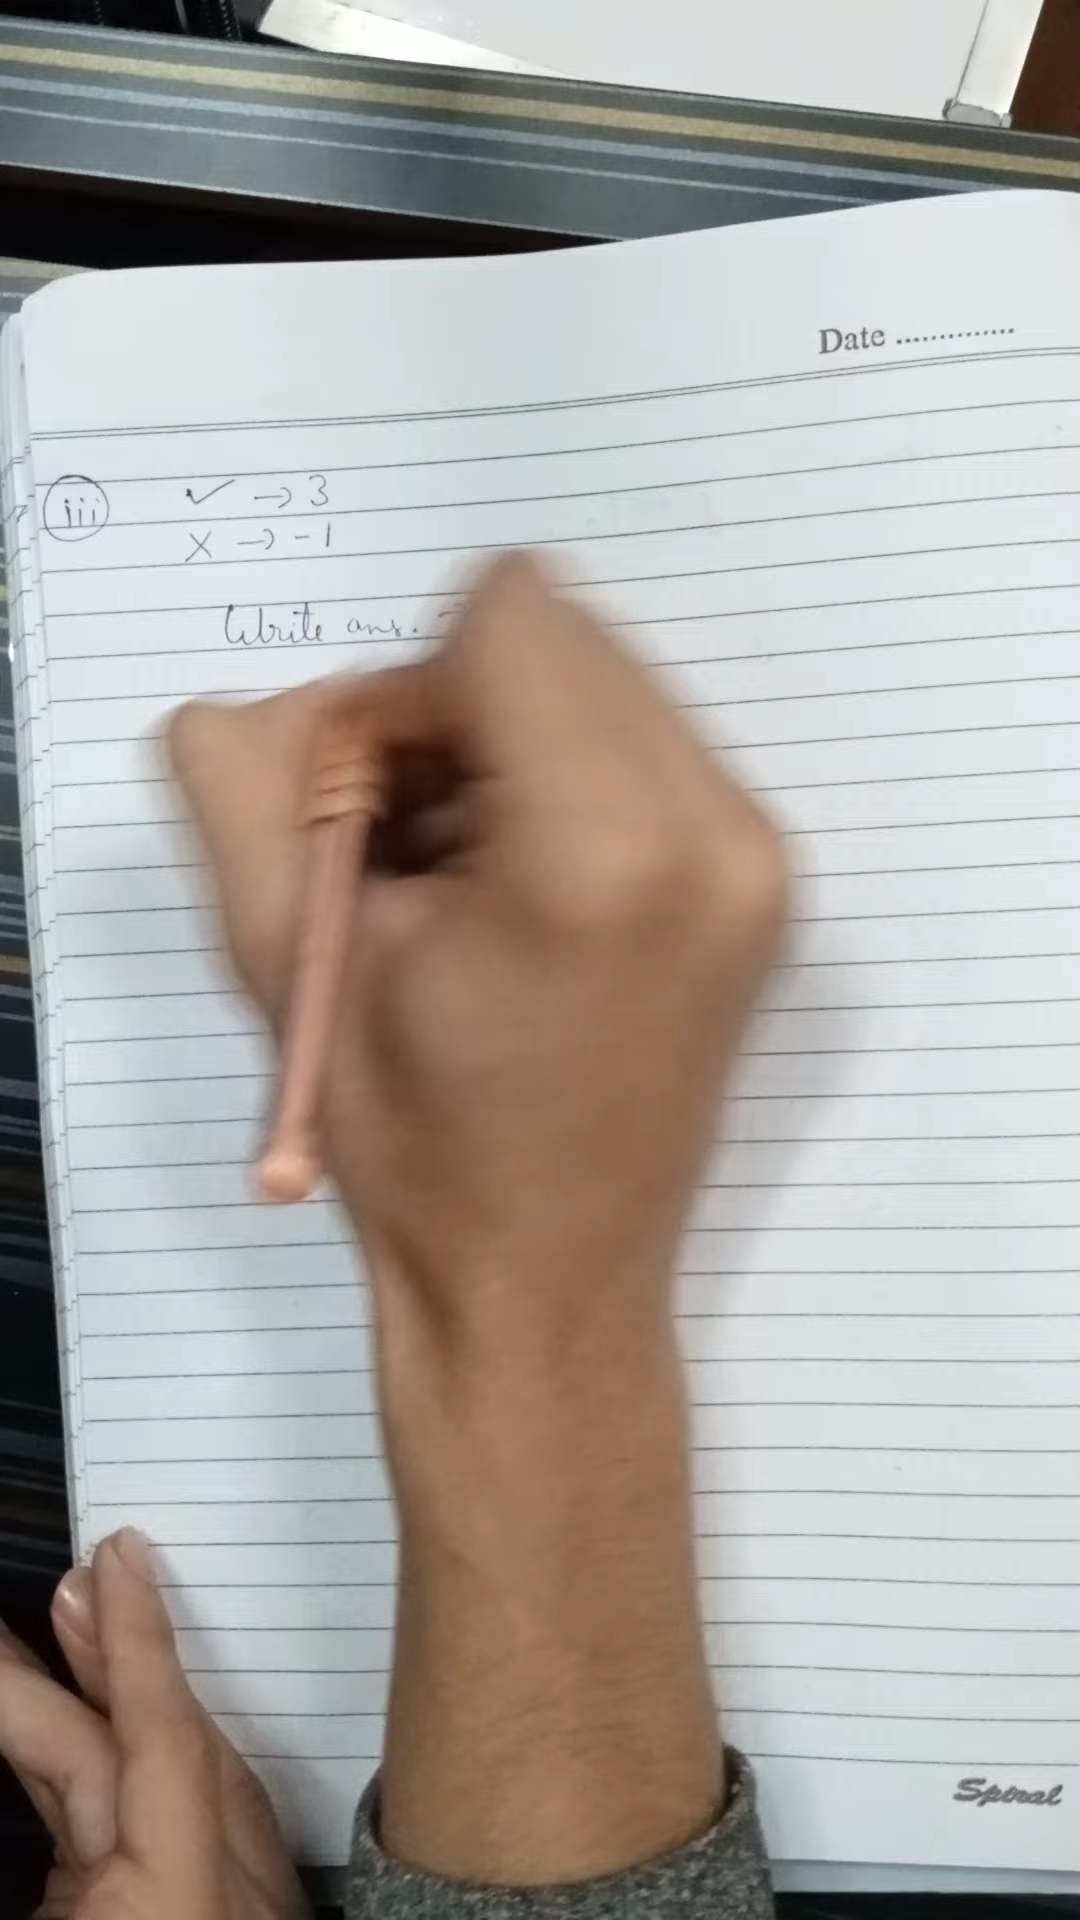 Date ..............
iii ✓ → 3
X → -1
Write ans. →
Spiral